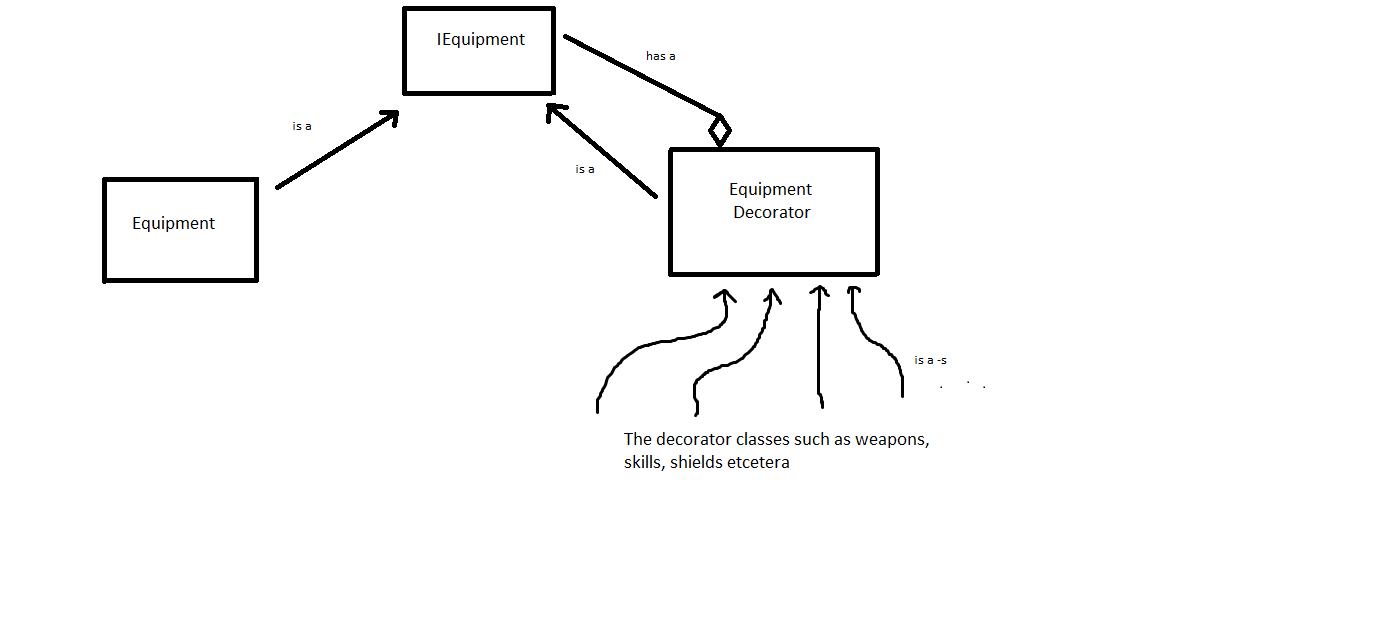 IEquipment
has a
is a
is a
Equipment
Equipment
Decorator
is a -s
The decorator classes such as weapons,
skills, shields etcetera